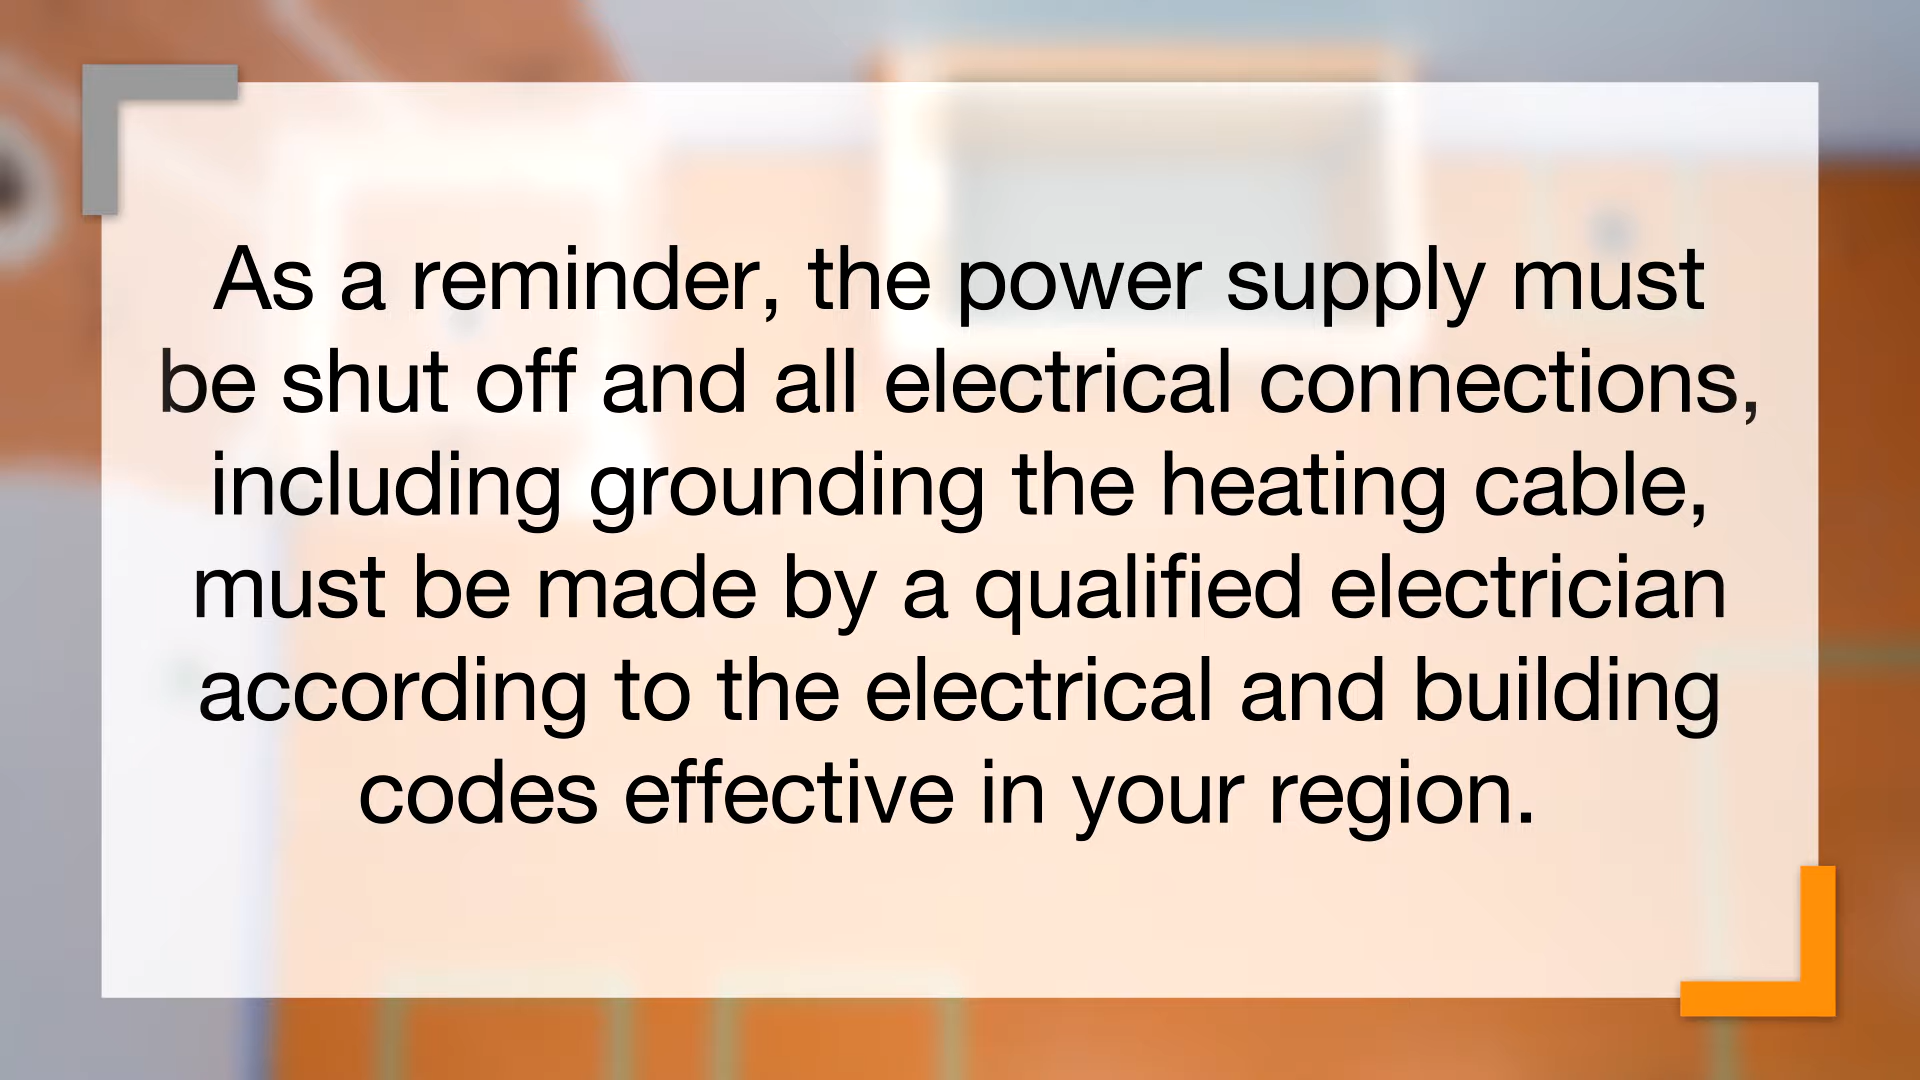 As a reminder, the power supply must
be shut off and all electrical connections,
including grounding the heating cable,
must be made by a qualified electrician
according to the electrical and building
codes effective in your region.